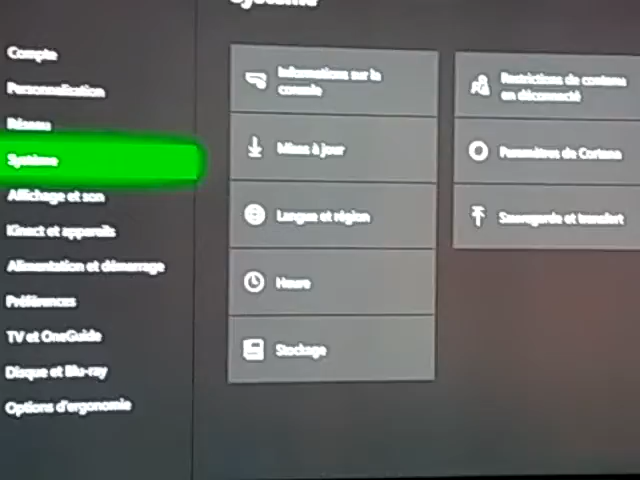 Système
Compte
Personnalisation
Réseau
Système
Affichage et son
Kinect et appareils
Alimentation et démarrage
Préférences
TV et OneGuide
Disque et Blu-ray
Options d'ergonomie
Informations sur la
console
Mises à jour
Langue et région
Heure
Stockage
Restrictions de contenu
en déconnecté
Paramètres de Cortana
Sauvegarde et transfert